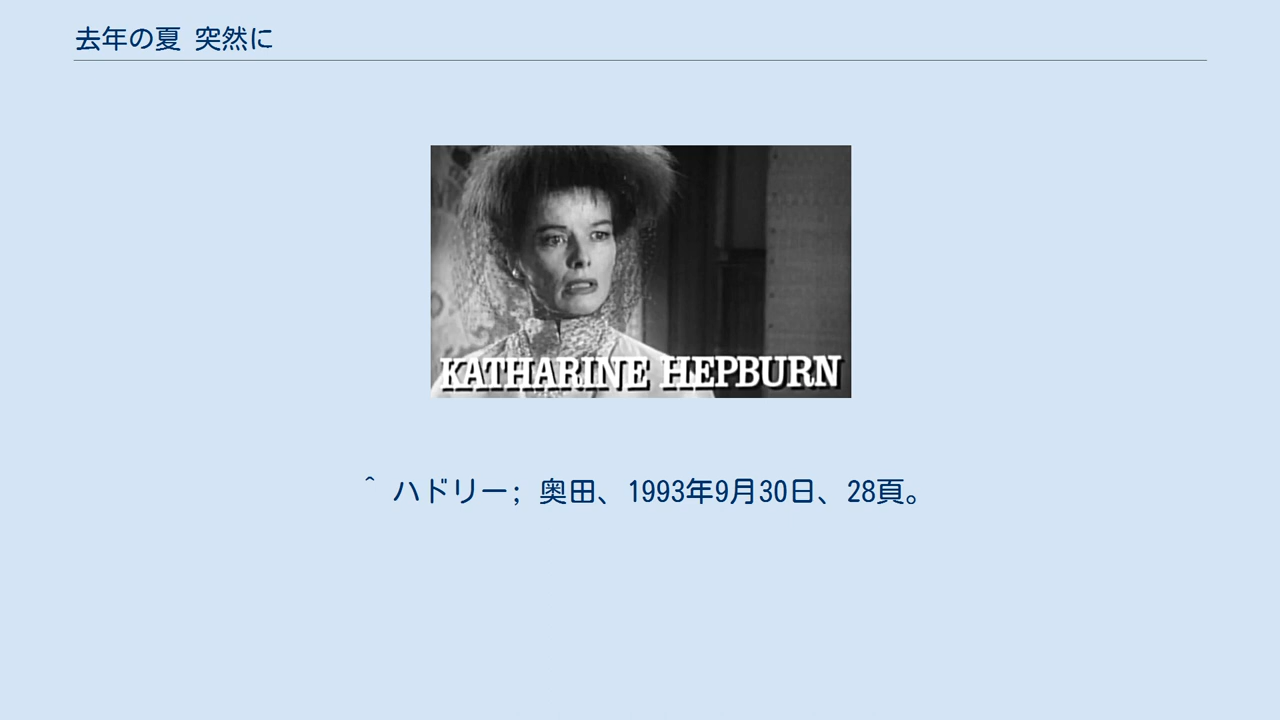 去年の夏 突然に
KATHARINE HEPBURN
^ ハドリー; 奥田、1993年9月30日、28頁。